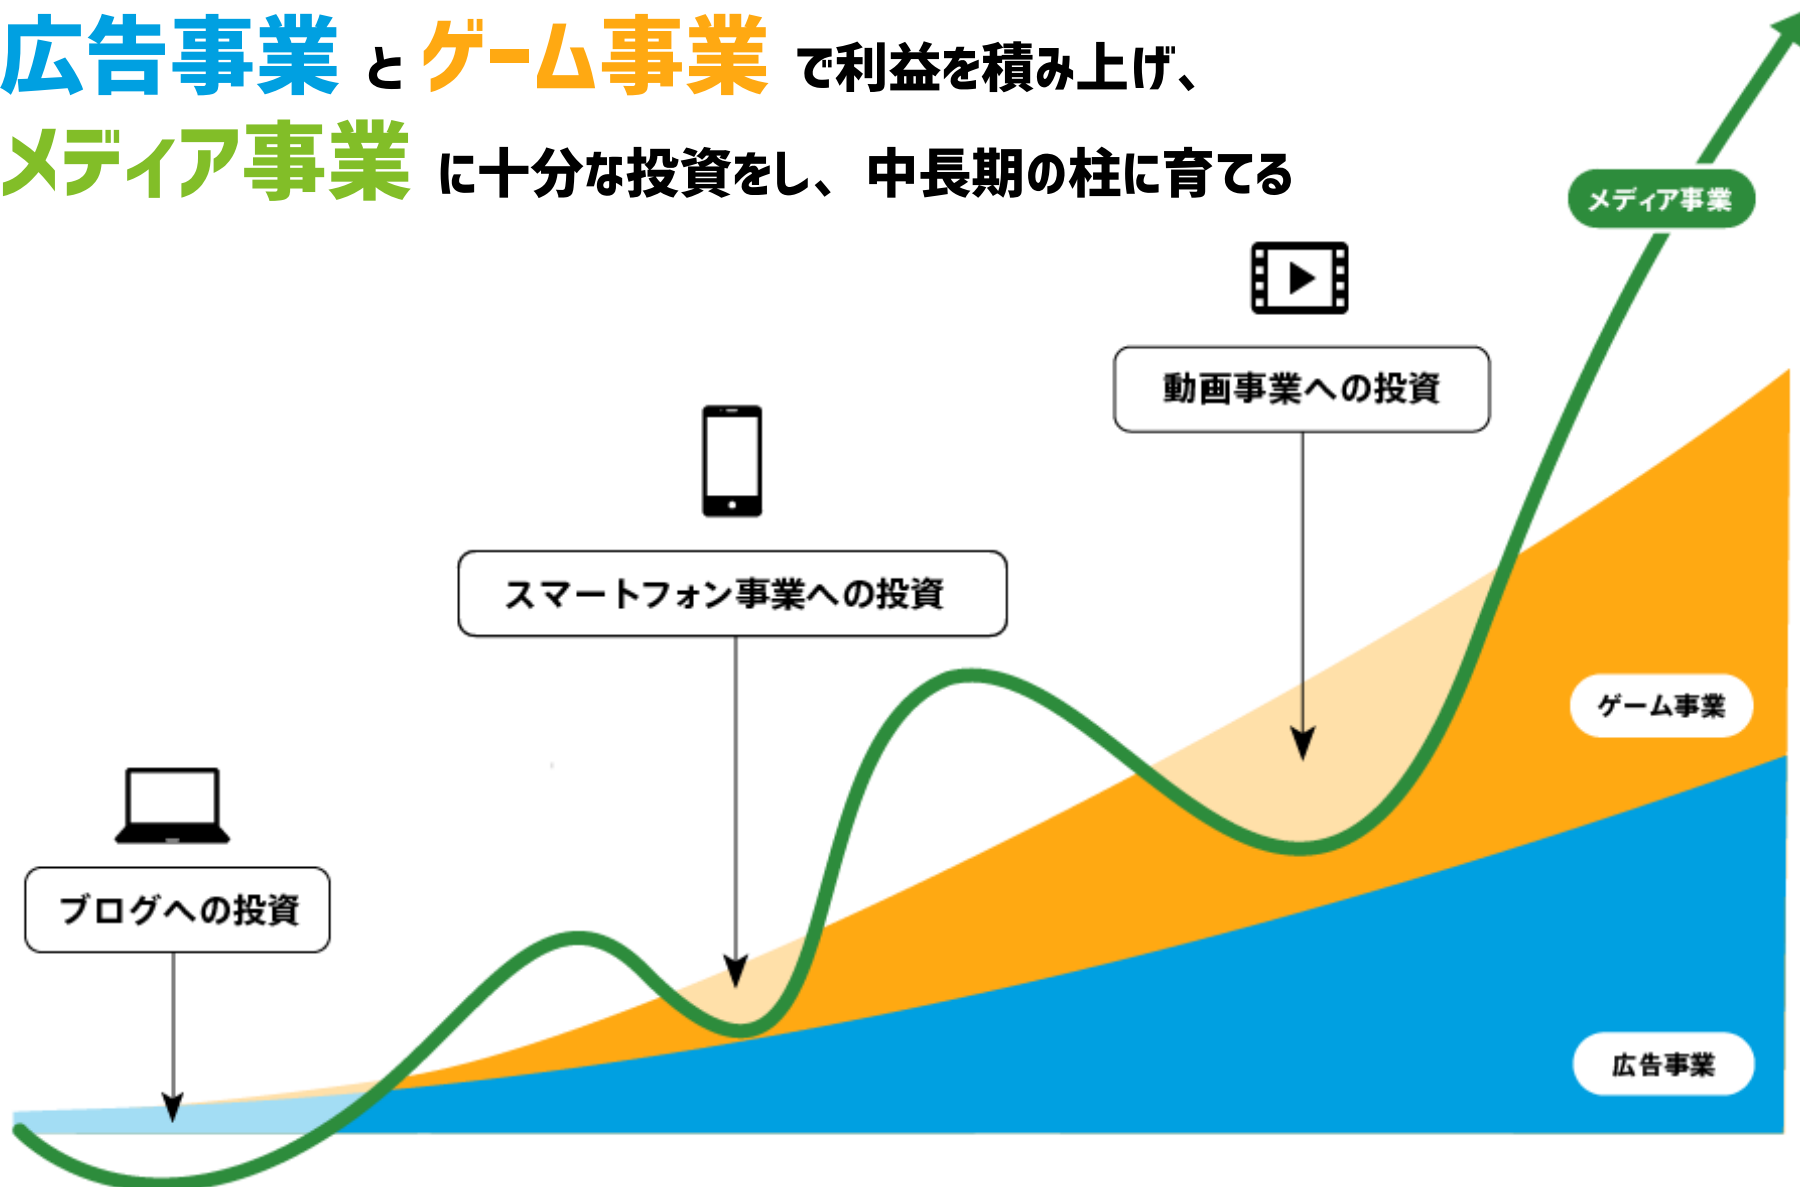 広告事業 と ゲーム事業 で利益を積み上げ、
メディア事業 に十分な投資をし、中長期の柱に育てる
メディア事業
動画事業への投資
スマートフォン事業への投資
ゲーム事業
ブログへの投資
広告事業